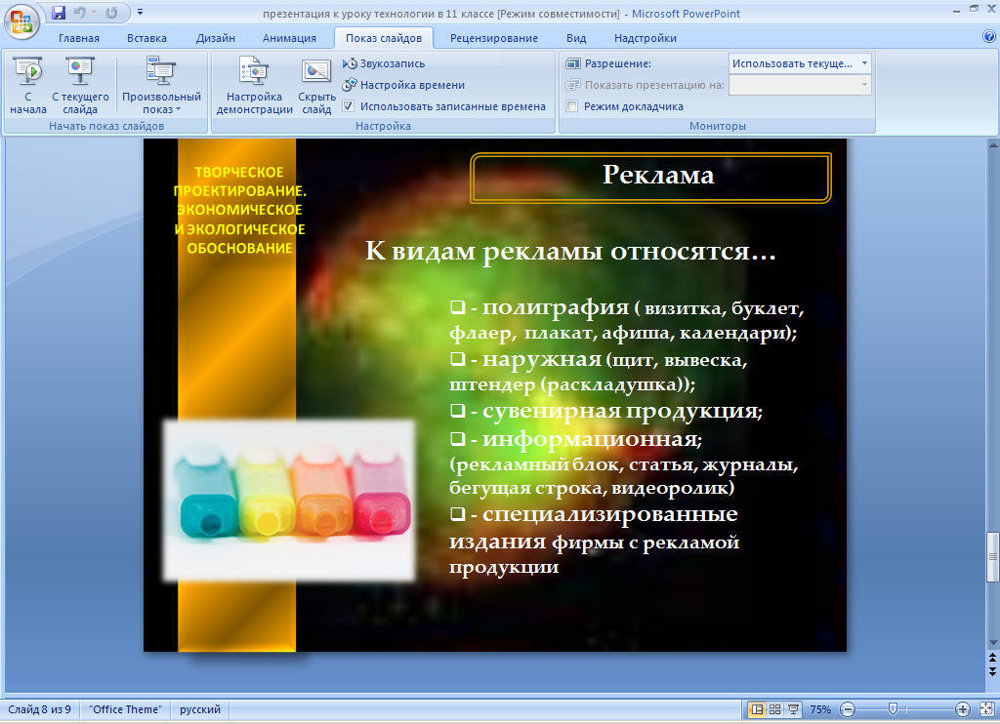 презентация к уроку технологии в 11 классе [Режим совместимости] - Microsoft PowerPoint
Главная Вставка Дизайн Анимация Показ слайдов Рецензирование Вид Надстройки
С начала
С текущего слайда
Произвольный показ
Начать показ слайдов
Настройка демонстрации
Скрыть слайд
Звукозапись
Настройка времени
Использовать записанные времена
Настройка
Разрешение: Использовать текуще...
Показать презентацию на:
Режим докладчика
Мониторы
ТВОРЧЕСКОЕ
ПРОЕКТИРОВАНИЕ.
ЭКОНОМИЧЕСКОЕ
И ЭКОЛОГИЧЕСКОЕ
ОБОСНОВАНИЕ
Реклама
К видам рекламы относятся…
- полиграфия ( визитка, буклет,
флаер, плакат, афиша, календари);
- наружная (щит, вывеска,
штендер (раскладушка));
- сувенирная продукция;
- информационная;
(рекламный блок, статья, журналы,
бегущая строка, видеоролик)
- специализированные
издания фирмы с рекламой
продукции
Слайд 8 из 9 "Office Theme" русский 75%